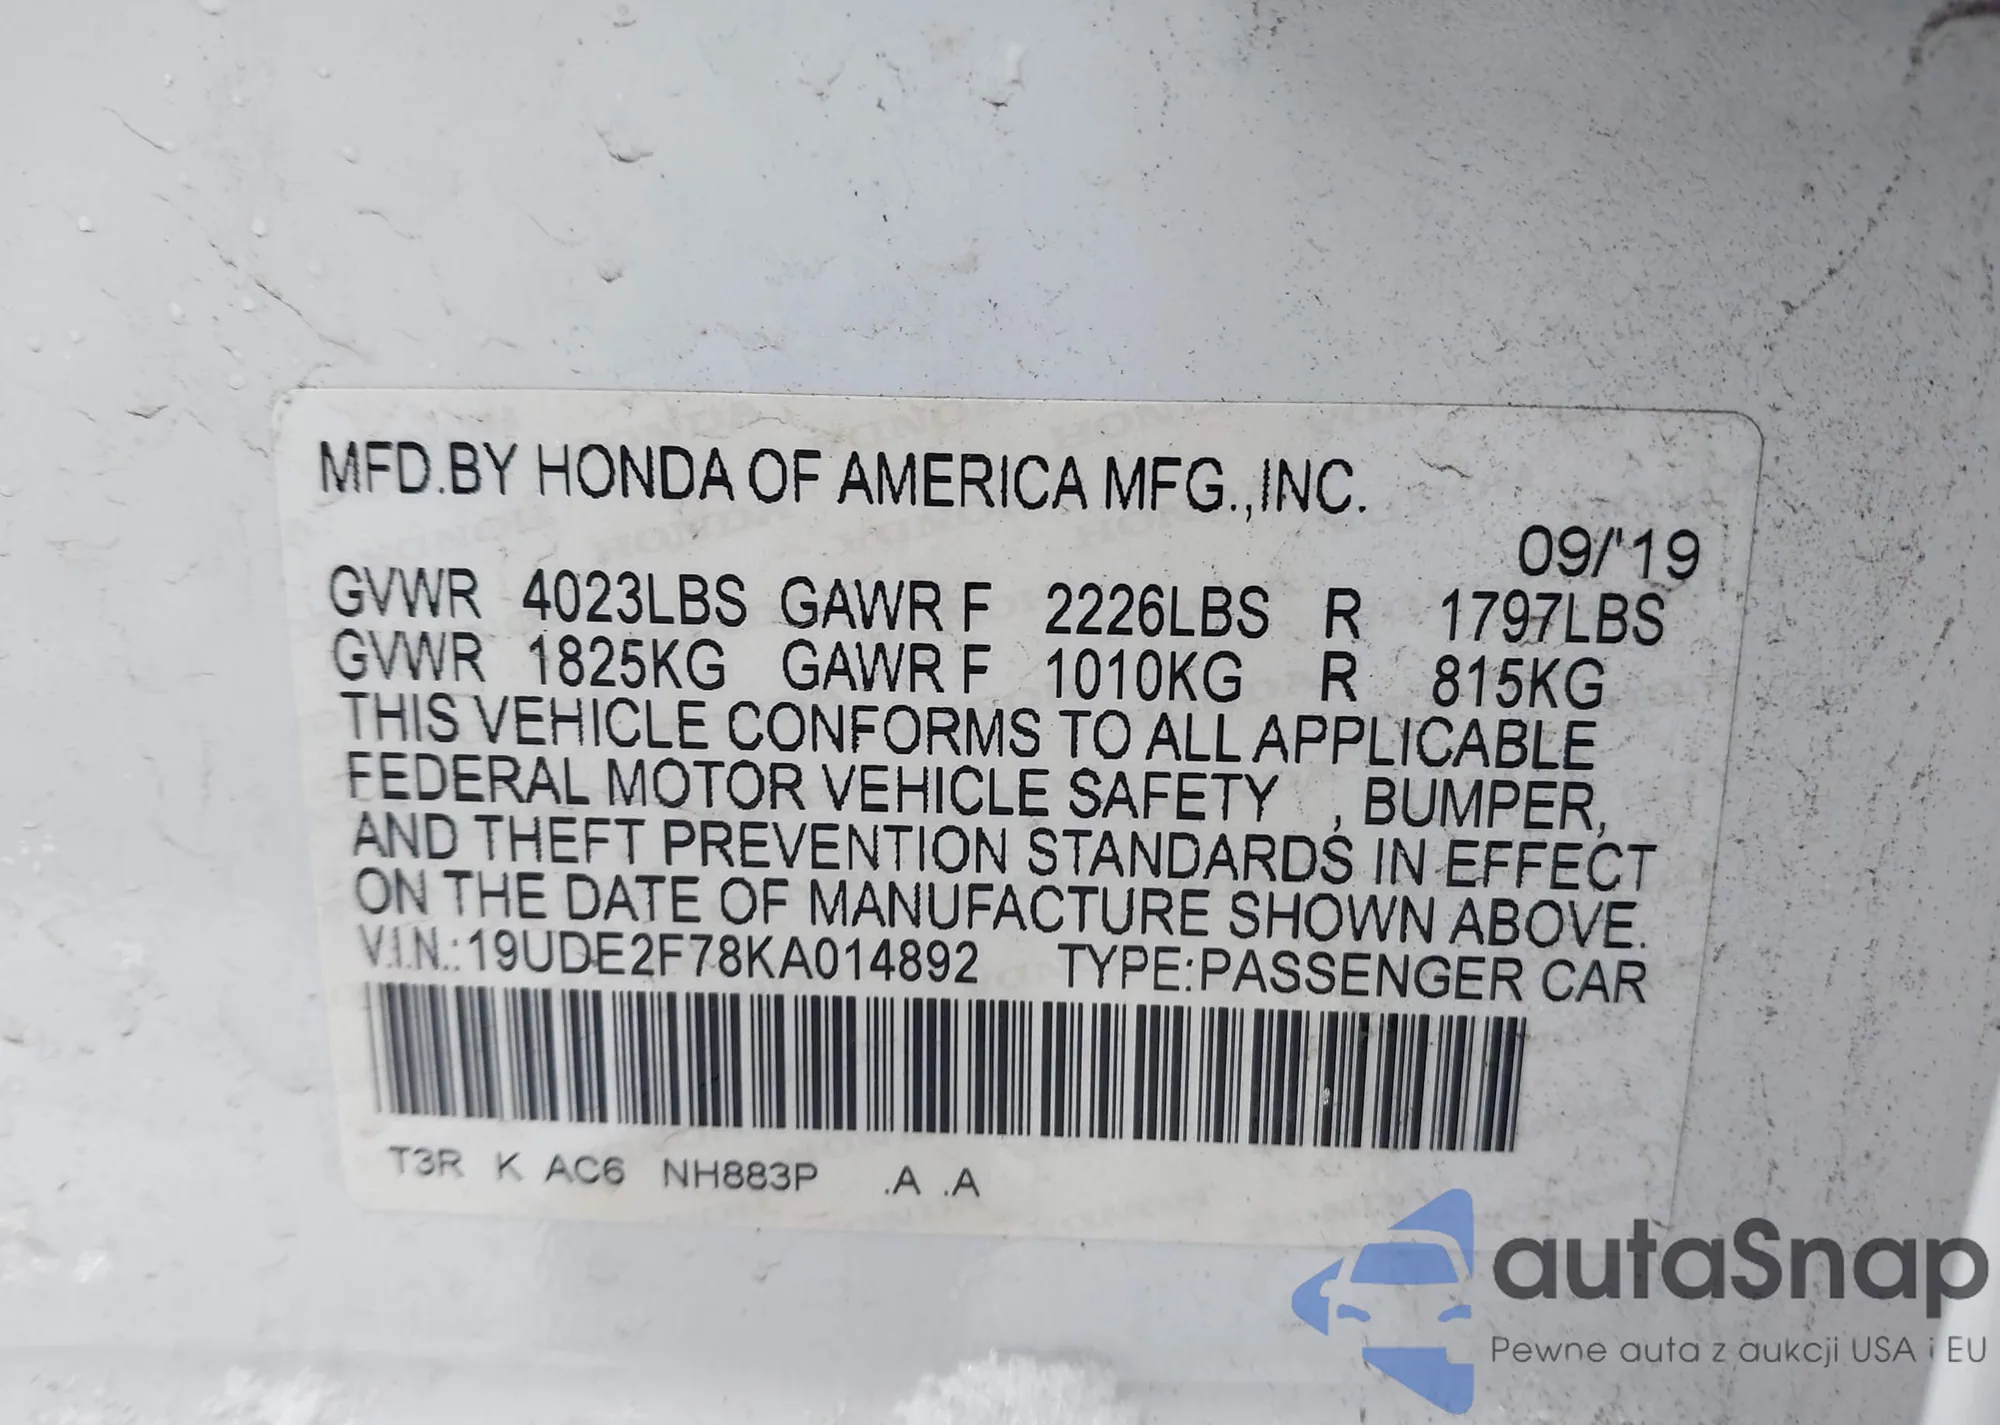 MFD.BY HONDA OF AMERICA MFG.,INC.
09/'19
GVWR 4023LBS GAWR F 2226LBS R 1797LBS
GVWR 1825KG GAWR F 1010KG R 815KG
THIS VEHICLE CONFORMS TO ALL APPLICABLE
FEDERAL MOTOR VEHICLE SAFETY , BUMPER,
AND THEFT PREVENTION STANDARDS IN EFFECT
ON THE DATE OF MANUFACTURE SHOWN ABOVE.
V.I.N.:19UDE2F78KA014892 TYPE:PASSENGER CAR
T3R K AC6 NH883P .A .A
autaSnap
Pewne auta z aukcji USA i EU